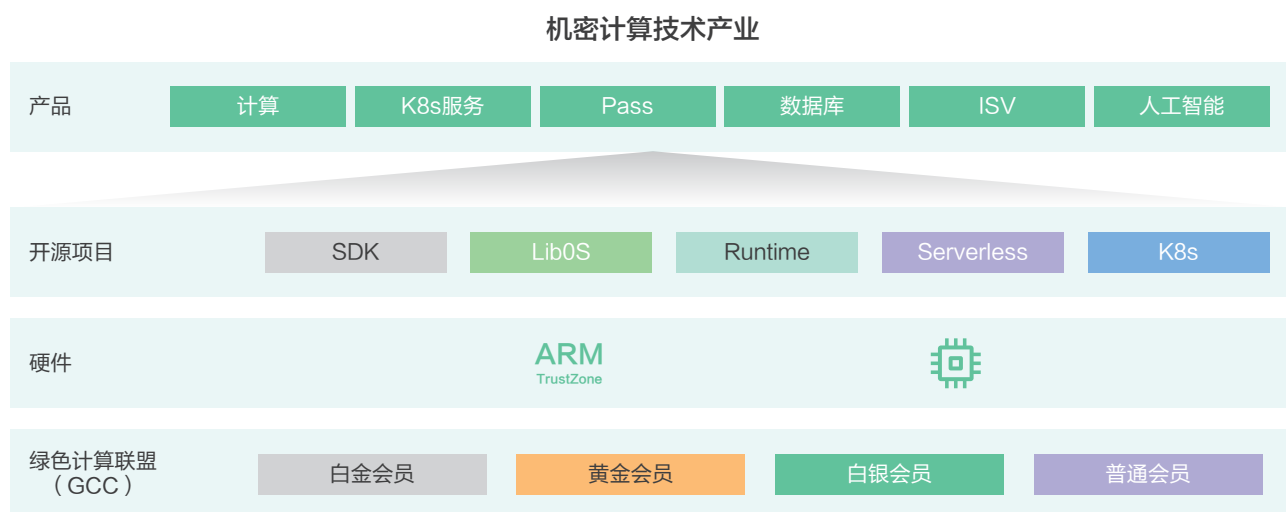 机密计算技术产业
产品
计算
K8s服务
Pass
数据库
ISV
人工智能
开源项目
SDK
Lib0S
Runtime
Serverless
K8s
硬件
ARM
TrustZone
绿色计算联盟
（GCC）
白金会员
黄金会员
白银会员
普通会员